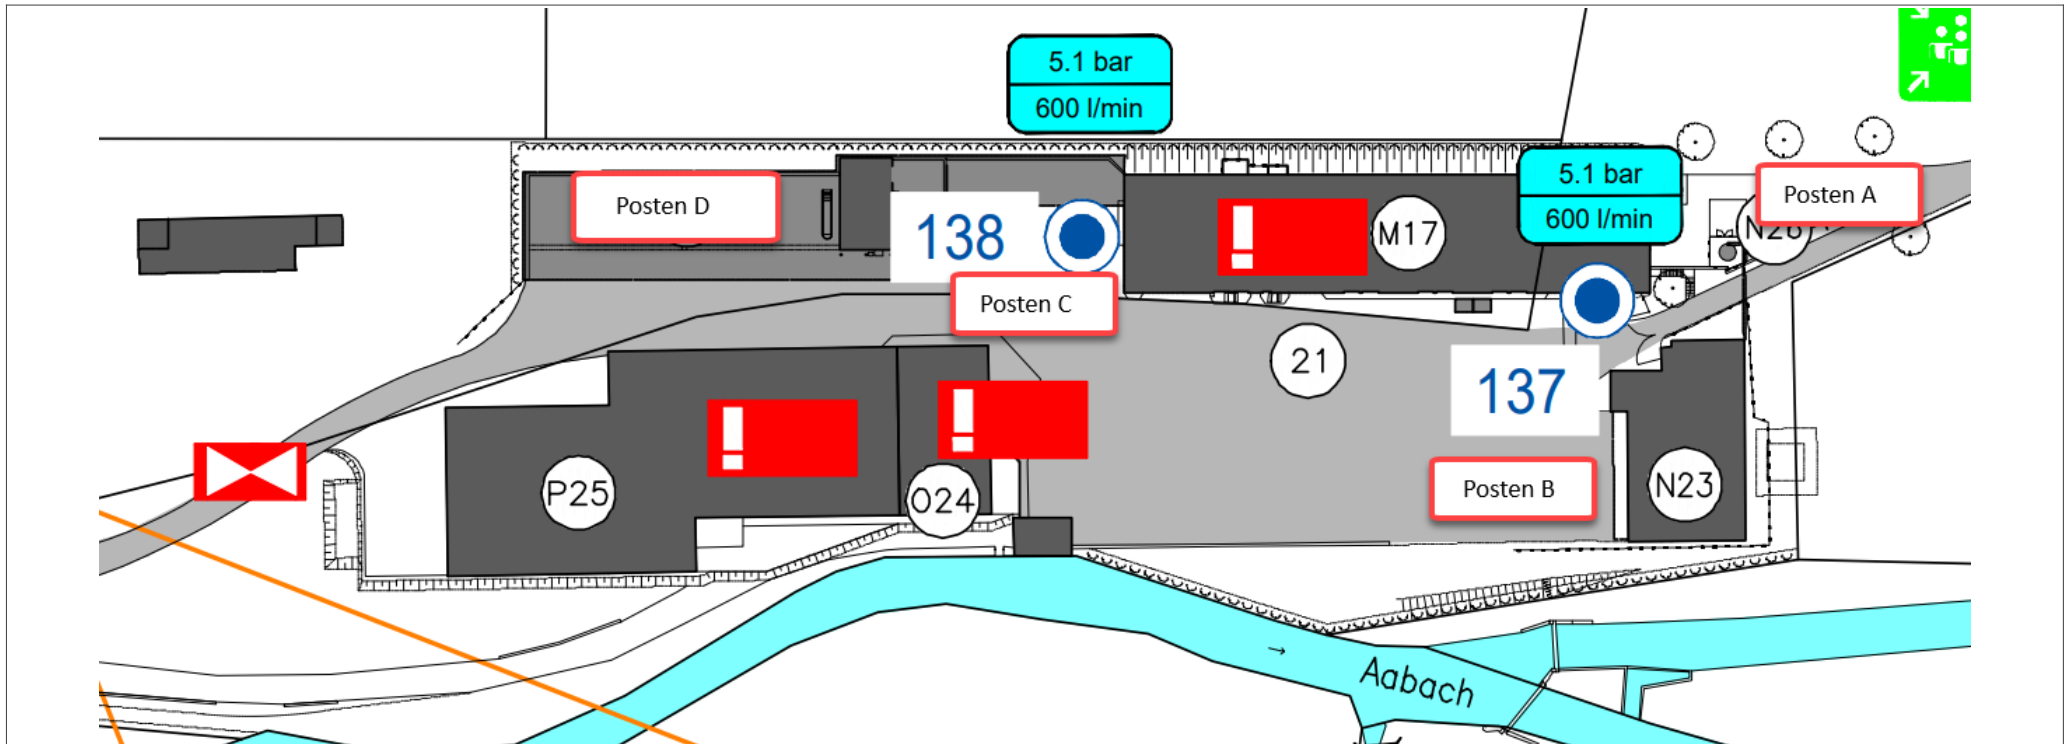 5.1 bar
600 l/min
5.1 bar
600 l/min
Posten A
Posten D
138
M17
N26
Posten C
21
137
P25
O24
Posten B
N23
Aabach